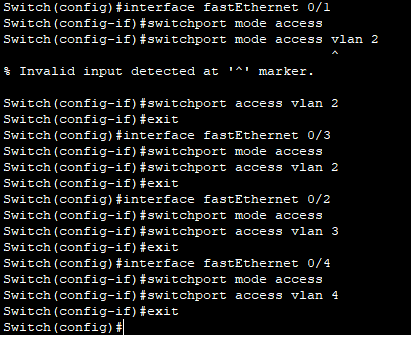 Switch(config)#interface fastEthernet 0/1
Switch(config-if)#switchport mode access
Switch(config-if)#switchport mode access vlan 2
^
% Invalid input detected at '^' marker.
Switch(config-if)#switchport access vlan 2
Switch(config-if)#exit
Switch(config)#interface fastEthernet 0/3
Switch(config-if)#switchport mode access
Switch(config-if)#switchport access vlan 2
Switch(config-if)#exit
Switch(config)#interface fastEthernet 0/2
Switch(config-if)#switchport mode access
Switch(config-if)#switchport access vlan 3
Switch(config-if)#exit
Switch(config)#interface fastEthernet 0/4
Switch(config-if)#switchport mode access
Switch(config-if)#switchport access vlan 4
Switch(config-if)#exit
Switch(config)#